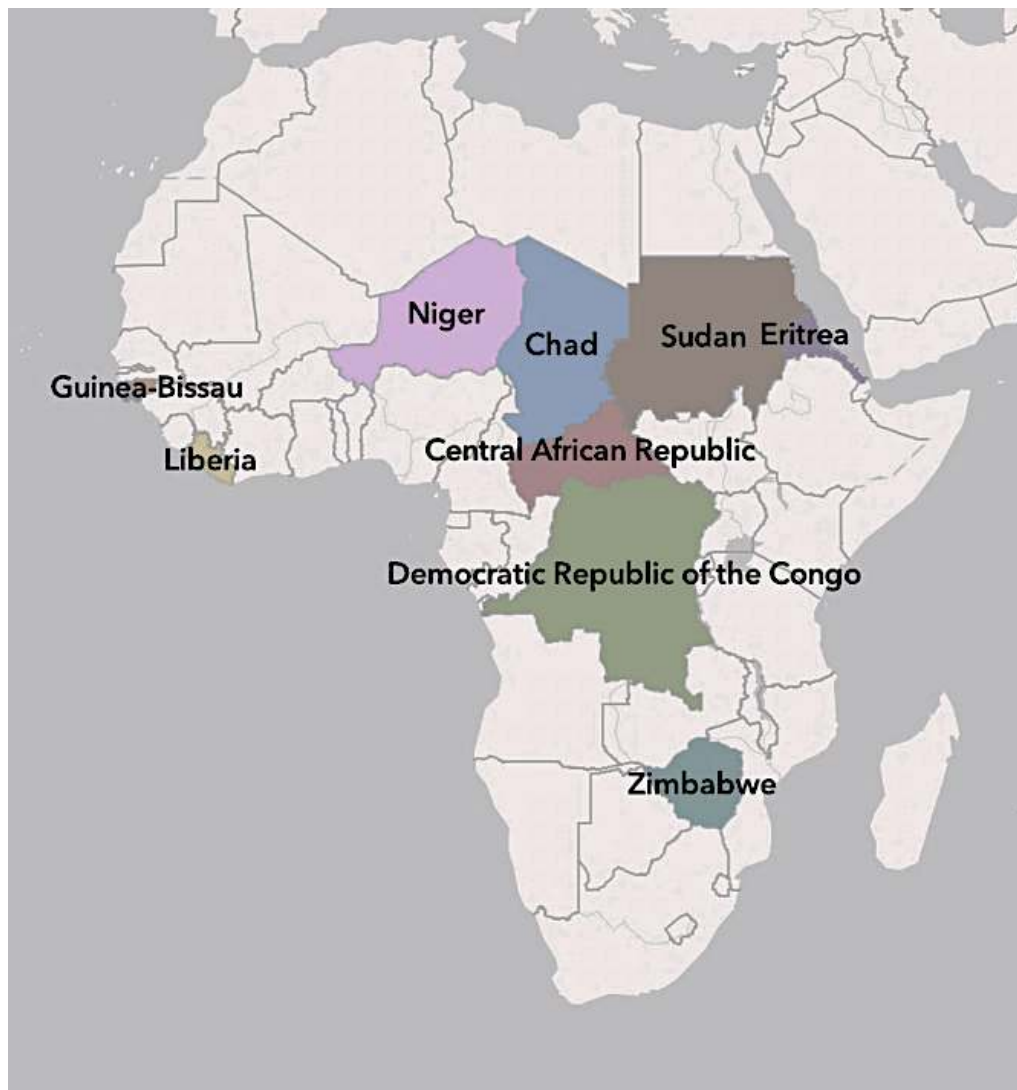 Niger
Chad
Sudan
Eritrea
Guinea-Bissau
Liberia
Central African Republic
Democratic Republic of the Congo
Zimbabwe